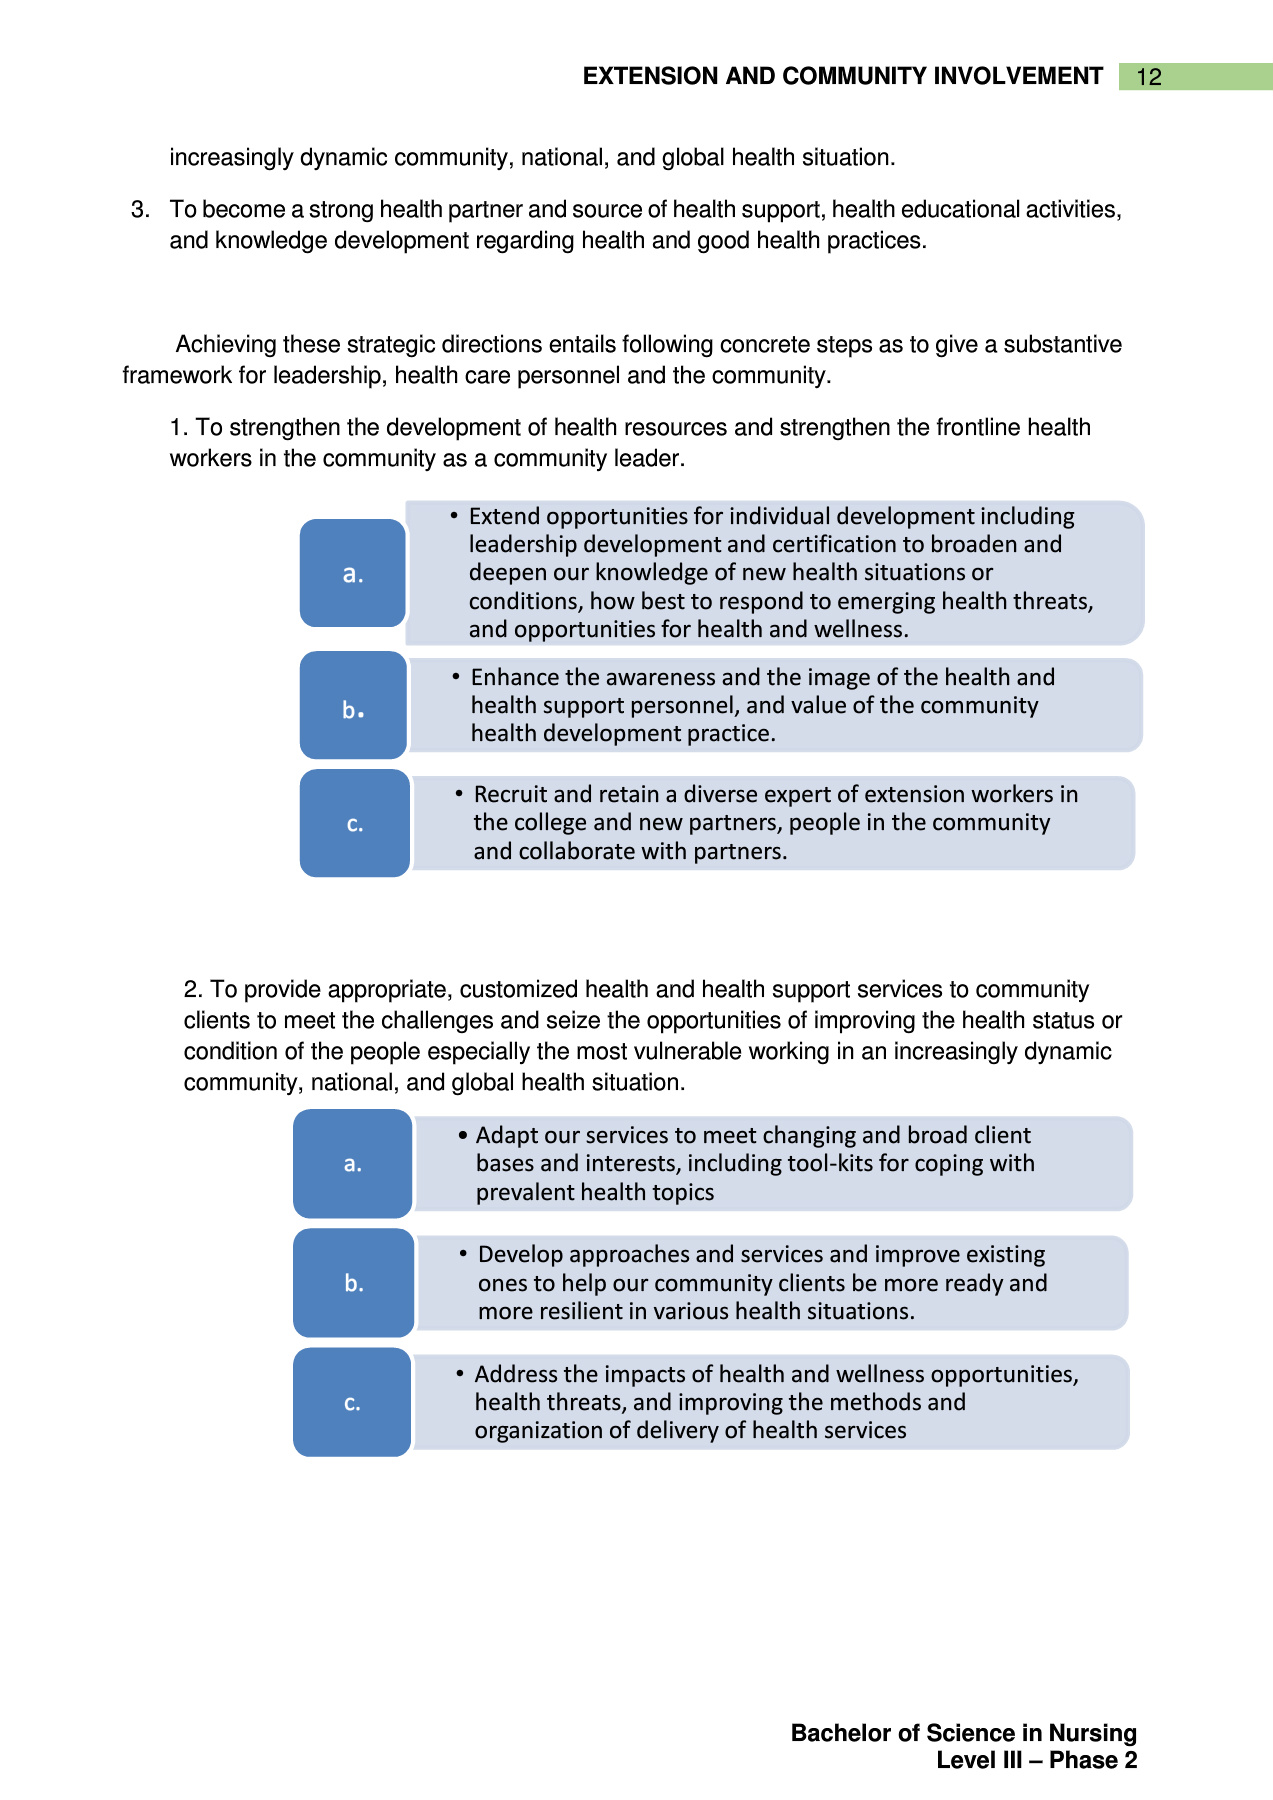 EXTENSION AND COMMUNITY INVOLVEMENT 12
increasingly dynamic community, national, and global health situation.
3. To become a strong health partner and source of health support, health educational activities,
and knowledge development regarding health and good health practices.
Achieving these strategic directions entails following concrete steps as to give a substantive
framework for leadership, health care personnel and the community.
1. To strengthen the development of health resources and strengthen the frontline health
workers in the community as a community leader.
a.
• Extend opportunities for individual development including
leadership development and certification to broaden and
deepen our knowledge of new health situations or
conditions, how best to respond to emerging health threats,
and opportunities for health and wellness.
b.
• Enhance the awareness and the image of the health and
health support personnel, and value of the community
health development practice.
c.
• Recruit and retain a diverse expert of extension workers in
the college and new partners, people in the community
and collaborate with partners.
2. To provide appropriate, customized health and health support services to community
clients to meet the challenges and seize the opportunities of improving the health status or
condition of the people especially the most vulnerable working in an increasingly dynamic
community, national, and global health situation.
a.
• Adapt our services to meet changing and broad client
bases and interests, including tool-kits for coping with
prevalent health topics
b.
• Develop approaches and services and improve existing
ones to help our community clients be more ready and
more resilient in various health situations.
c.
• Address the impacts of health and wellness opportunities,
health threats, and improving the methods and
organization of delivery of health services
Bachelor of Science in Nursing
Level III – Phase 2